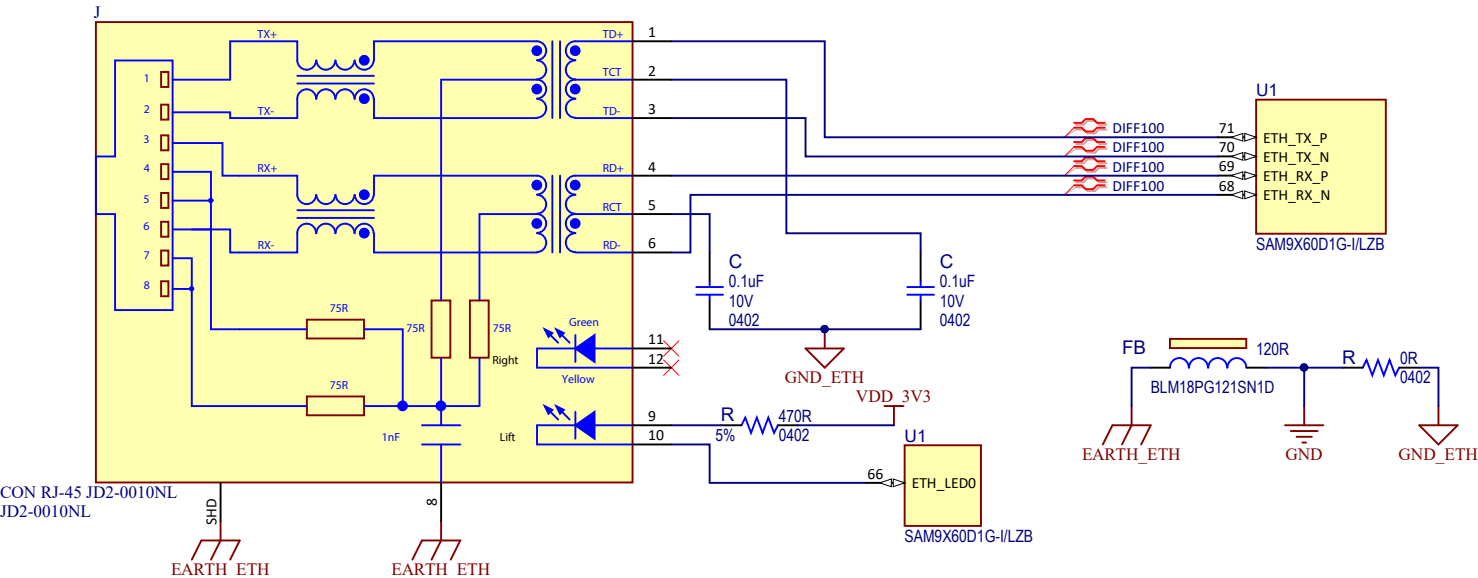 J
TX+
TX-
RX+
RX-
1
2
3
4
5
6
7
8
TD+
TCT
TD-
RD+
RCT
RD-
1
2
3
4
5
6
75R
75R
75R
75R
1nF
Green
Right
Yellow
Lift
11
12
9
10
CON RJ-45 JD2-0010NL
JD2-0010NL
SHD
8
EARTH_ETH
EARTH_ETH
C
0.1uF
10V
0402
C
0.1uF
10V
0402
GND_ETH
VDD_3V3
R
470R
5%
0402
U1
66
ETH_LED0
SAM9X60D1G-I/LZB
DIFF100
DIFF100
DIFF100
DIFF100
U1
71
ETH_TX_P
70
ETH_TX_N
69
ETH_RX_P
68
ETH_RX_N
SAM9X60D1G-I/LZB
FB
120R
BLM18PG121SN1D
R
0R
0402
EARTH_ETH
GND
GND_ETH